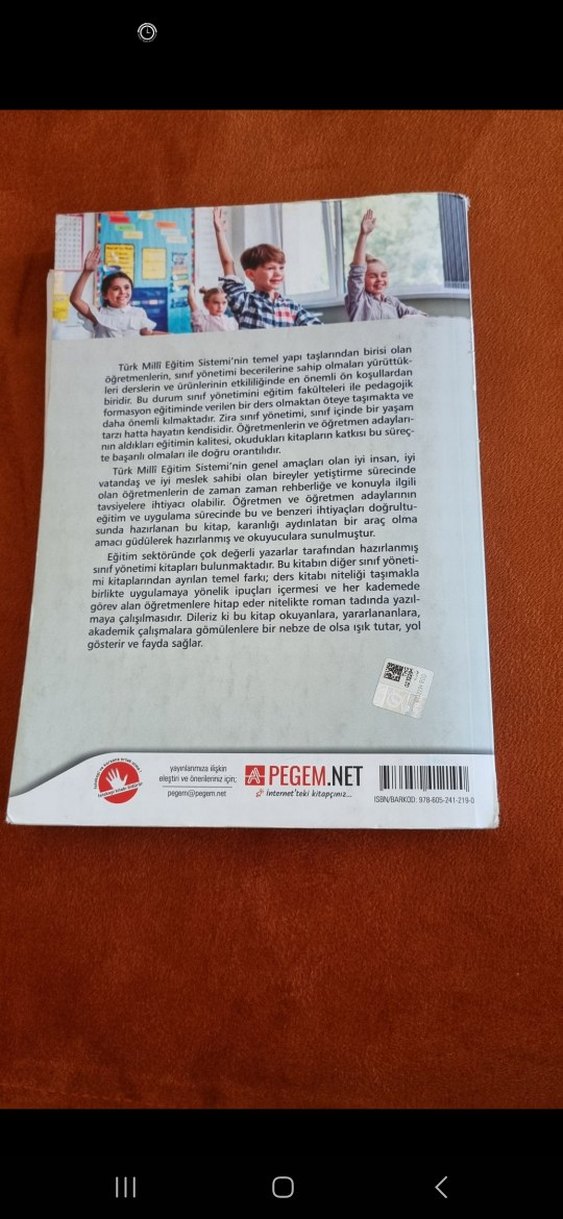 Türk Millî Eğitim Sistemi'nin temel yapı taşlarından birisi olan
öğretmenlerin, sınıf yönetimi becerilerine sahip olmaları yürüttük-
leri derslerin ve ürünlerinin etkililiğinde en önemli ön koşullardan
biridir. Bu durum sınıf yönetimini eğitim fakülteleri ile pedagojik
formasyon eğitiminde verilen bir ders olmaktan öteye taşımakta ve
daha önemli kılmaktadır. Zira sınıf yönetimi, sınıf içinde bir yaşam
tarzı hatta hayatın kendisidir. Öğretmenlerin ve öğretmen adayları-
nın aldıkları eğitimin kalitesi, okudukları kitapların katkısı bu süreç-
te başarılı olmaları ile doğru orantılıdır.
Türk Millî Eğitim Sistemi'nin genel amaçları olan iyi insan, iyi
vatandaş ve iyi meslek sahibi olan bireyler yetiştirme sürecinde
olan öğretmenlerin de zaman zaman rehberliğe ve konuyla ilgili
tavsiyelere ihtiyacı olabilir. Öğretmen ve öğretmen adaylarının
eğitim ve uygulama sürecinde bu ve benzeri ihtiyaçları doğrultu-
sunda hazırlanan bu kitap, karanlığı aydınlatan bir araç olma
amacı güdülerek hazırlanmış ve okuyuculara sunulmuştur.
Eğitim sektöründe çok değerli yazarlar tarafından hazırlanmış
sınıf yönetimi kitapları bulunmaktadır. Bu kitabın diğer sınıf yöneti-
mi kitaplarından ayrılan temel farkı; ders kitabı niteliği taşımakla
birlikte uygulamaya yönelik ipuçları içermesi ve her kademede
görev alan öğretmenlere hitap eder nitelikte roman tadında yazıl-
maya çalışılmasıdır. Dileriz ki bu kitap okuyanlara, yararlananlara,
akademik çalışmalara gömülenlere bir nebze de olsa ışık tutar, yol
gösterir ve fayda sağlar.
yayınlarımıza ilişkin
eleştiri ve önerileriniz için;
pegem@pegem.net
PEGEM.NET
internet'teki kitapçınız...
ISBN/BARKOD: 978-605-241-219-0